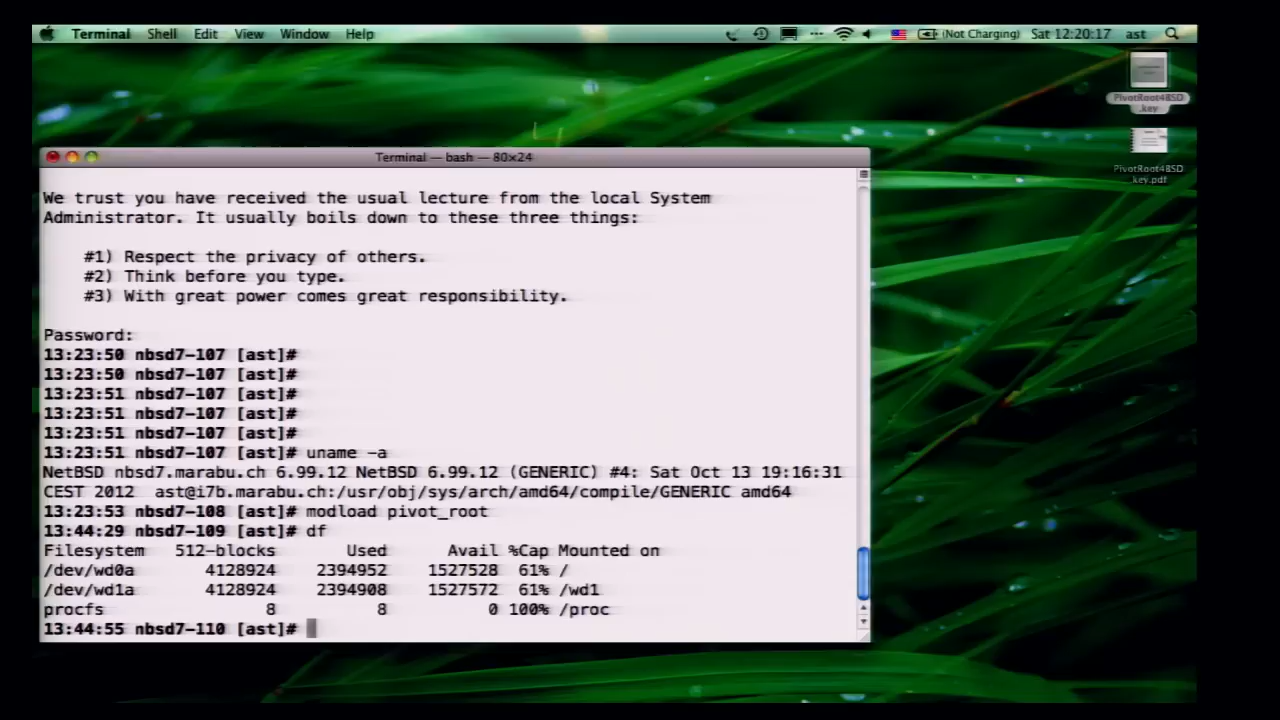 Terminal Shell Edit View Window Help (Not Charging) Sat 12:20:17 ast
PivotRoot4BSD
.key
PivotRoot4BSD
.key.pdf
Terminal — bash — 80×24
We trust you have received the usual lecture from the local System
Administrator. It usually boils down to these three things:
#1) Respect the privacy of others.
#2) Think before you type.
#3) With great power comes great responsibility.
Password:
13:23:50 nbsd7-107 [ast]#
13:23:50 nbsd7-107 [ast]#
13:23:51 nbsd7-107 [ast]#
13:23:51 nbsd7-107 [ast]#
13:23:51 nbsd7-107 [ast]#
13:23:51 nbsd7-107 [ast]# uname -a
NetBSD nbsd7.marabu.ch 6.99.12 NetBSD 6.99.12 (GENERIC) #4: Sat Oct 13 19:16:31
CEST 2012 ast@i7b.marabu.ch:/usr/obj/sys/arch/amd64/compile/GENERIC amd64
13:23:53 nbsd7-108 [ast]# modload pivot_root
13:44:29 nbsd7-109 [ast]# df
Filesystem 512-blocks Used Avail %Cap Mounted on
/dev/wd0a 4128924 2394952 1527528 61% /
/dev/wd1a 4128924 2394908 1527572 61% /wd1
procfs 8 8 0 100% /proc
13:44:55 nbsd7-110 [ast]#